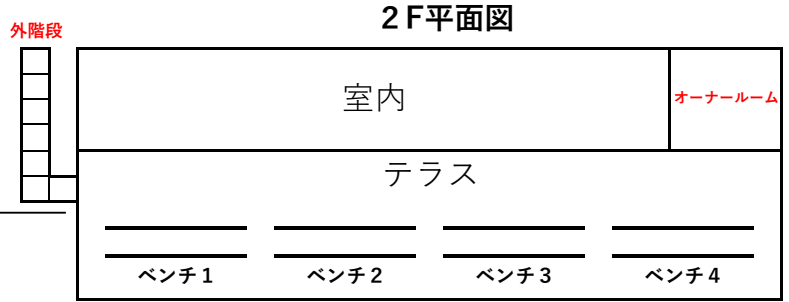 ２F平面図
外階段
室内
オーナールーム
テラス
ベンチ１
ベンチ２
ベンチ３
ベンチ４